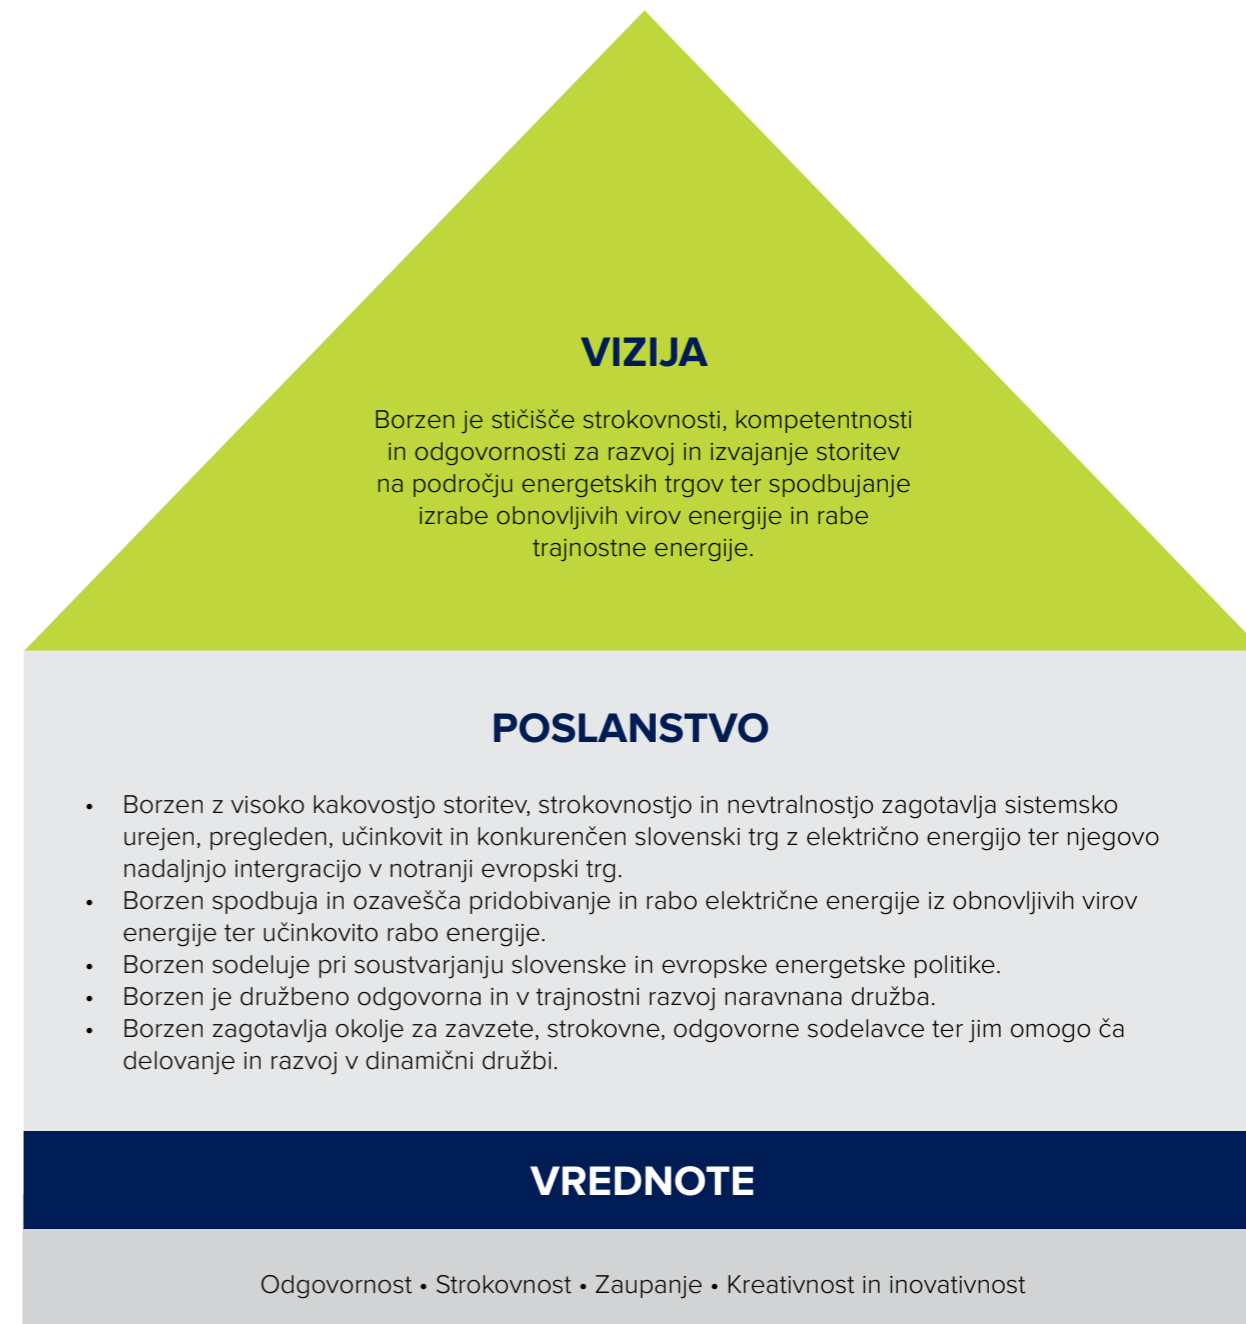 VIZIJA
Borzen je stičišče strokovnosti, kompetentnosti
in odgovornosti za razvoj in izvajanje storitev
na področju energetskih trgov ter spodbujanje
izrabe obnovljivih virov energije in rabe
trajnostne energije.
POSLANSTVO
• Borzen z visoko kakovostjo storitev, strokovnostjo in nevtralnostjo zagotavlja sistemsko
urejen, pregleden, učinkovit in konkurenčen slovenski trg z električno energijo ter njegovo
nadaljnjo intergracijo v notranji evropski trg.
• Borzen spodbuja in ozavešča pridobivanje in rabo električne energije iz obnovljivih virov
energije ter učinkovito rabo energije.
• Borzen sodeluje pri soustvarjanju slovenske in evropske energetske politike.
• Borzen je družbeno odgovorna in v trajnostni razvoj naravnana družba.
• Borzen zagotavlja okolje za zavzete, strokovne, odgovorne sodelavce ter jim omogo ča
delovanje in razvoj v dinamični družbi.
VREDNOTE
Odgovornost • Strokovnost • Zaupanje • Kreativnost in inovativnost